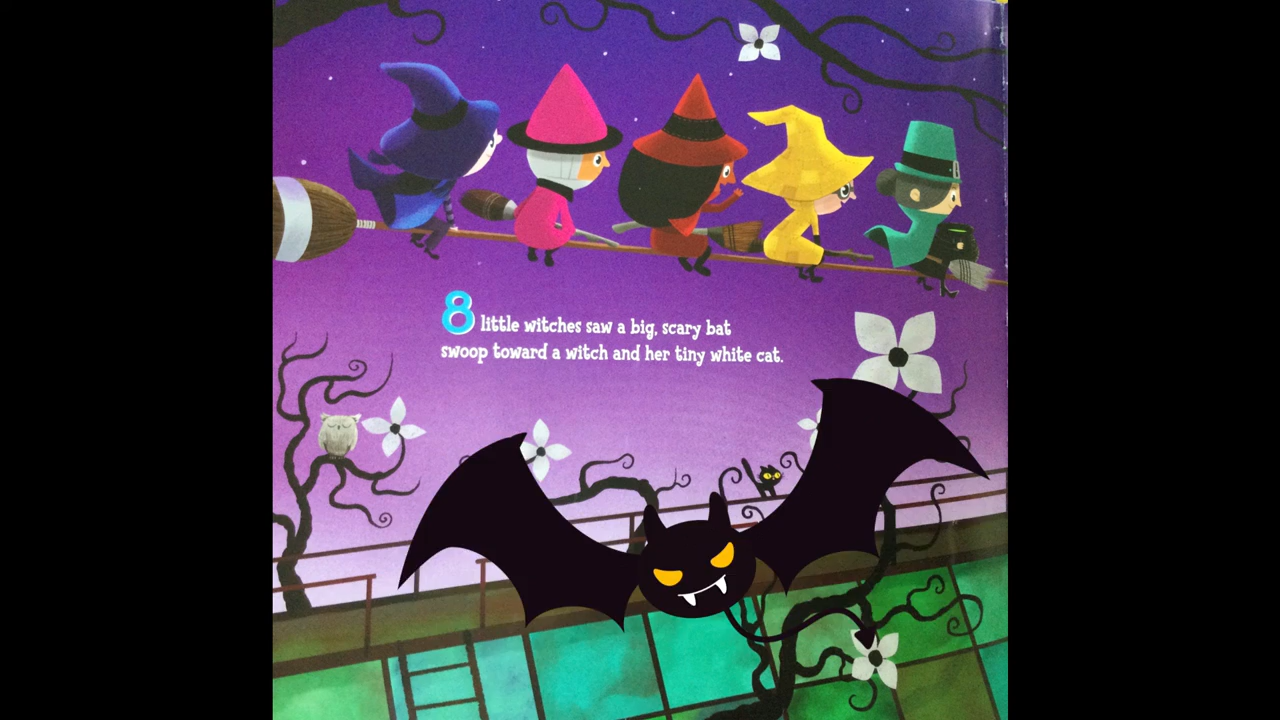 8 little witches saw a big, scary bat
swoop toward a witch and her tiny white cat.